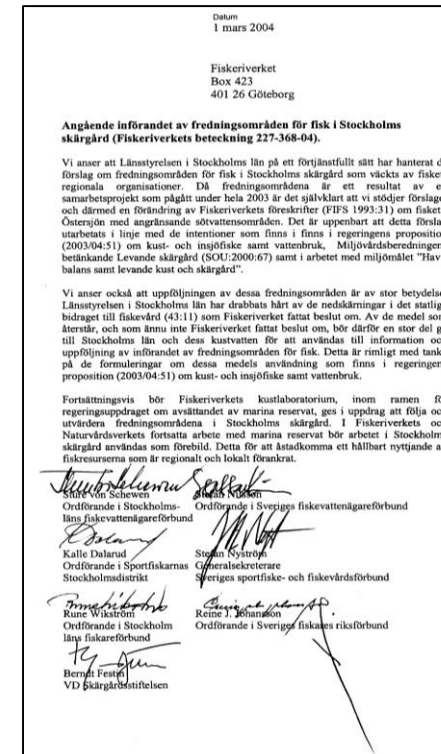 Datum
1 mars 2004
Fiskeriverket
Box 423
401 26 Göteborg
Angående införandet av fredningsområden för fisk i Stockholms
skärgård (Fiskeriverkets beteckning 227-368-04).
Vi anser att Länsstyrelsen i Stockholms län på ett förtjänstfullt sätt har hanterat d
förslag om fredningsområden för fisk i Stockholms skärgård som väckts av fiske
regionala organisationer. Då fredningsområdena är ett resultat av e
samarbetsprojekt som pågått under hela 2003 är det självklart att vi stödjer förslage
och därmed en förändring av Fiskeriverkets föreskrifter (FIFS 1993:31) om fisket
Östersjön med angränsande sötvattensområden. Det är uppenbart att detta försla
utarbetats i linje med de intentioner som finns i finns i regeringens proposition
(2003/04:51) om kust- och insjöfiske samt vattenbruk, Miljövårdsberedningen
betänkande Levande skärgård (SOU:2000:67) samt i arbetet med miljömålet "Hav
balans samt levande kust och skärgård".
Vi anser också att uppföljningen av dessa fredningsområden är av stor betydelse
Länsstyrelsen i Stockholms län har drabbats hårt av de nedskärningar i det statlig
bidraget till fiskevård (43:11) som Fiskeriverket fattat beslut om. Av de medel som
återstår, och som ännu inte Fiskeriverket fattat beslut om, bör därför en stor del g
till Stockholms län och dess kustvatten för att användas till information oc
uppföljning av införandet av fredningsområden för fisk. Detta är rimligt med tank
på de formuleringar om dessa medels användning som finns i regeringen
proposition (2003/04:51) om kust- och insjöfiske samt vattenbruk.
Fortsättningsvis bör Fiskeriverkets kustlaboratorium, inom ramen fö
regeringsuppdraget om avsättandet av marina reservat, ges i uppdrag att följa oc
utvärdera fredningsområdena i Stockholms skärgård. I Fiskeriverkets oc
Naturvårdsverkets fortsatta arbete med marina reservat bör arbetet i Stockholm
skärgård användas som förebild. Detta för att åstadkomma ett hållbart nyttjande a
fiskresurserna som är regionalt och lokalt förankrat.
Sture von Schewen Stefan Nilsson
Ordförande i Stockholms- Ordförande i Sveriges fiskevattenägareförbund
läns fiskevattenägareförbund
Kalle Dalarud Stefan Nyström
Ordförande i Sportfiskarnas Generalsekreterare
Stockholmsdistrikt Sveriges sportfiske- och fiskevårdsförbund
Rune Wikström Reine J. Johansson
Ordförande i Stockholm Ordförande i Sveriges fiskares riksförbund
läns fiskareförbund
Berndt Festin
VD Skärgårdsstiftelsen